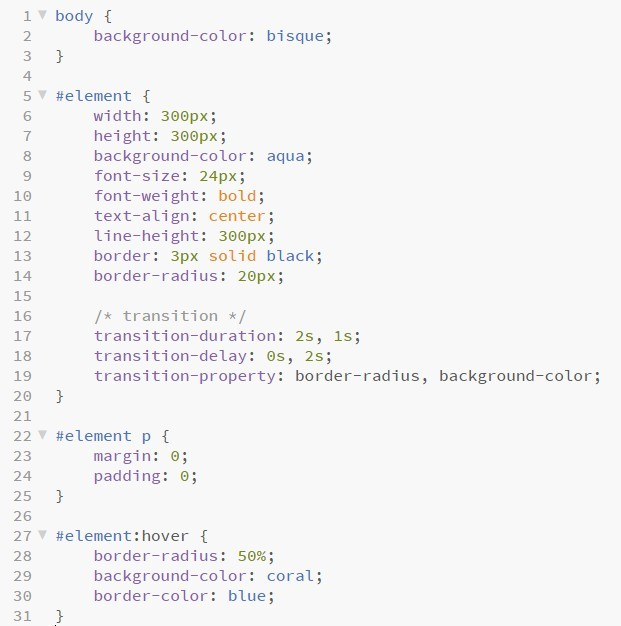 1 body {
2     background-color: bisque;
3 }
4
5 #element {
6     width: 300px;
7     height: 300px;
8     background-color: aqua;
9     font-size: 24px;
10     font-weight: bold;
11     text-align: center;
12     line-height: 300px;
13     border: 3px solid black;
14     border-radius: 20px;
15
16     /* transition */
17     transition-duration: 2s, 1s;
18     transition-delay: 0s, 2s;
19     transition-property: border-radius, background-color;
20 }
21
22 #element p {
23     margin: 0;
24     padding: 0;
25 }
26
27 #element:hover {
28     border-radius: 50%;
29     background-color: coral;
30     border-color: blue;
31 }